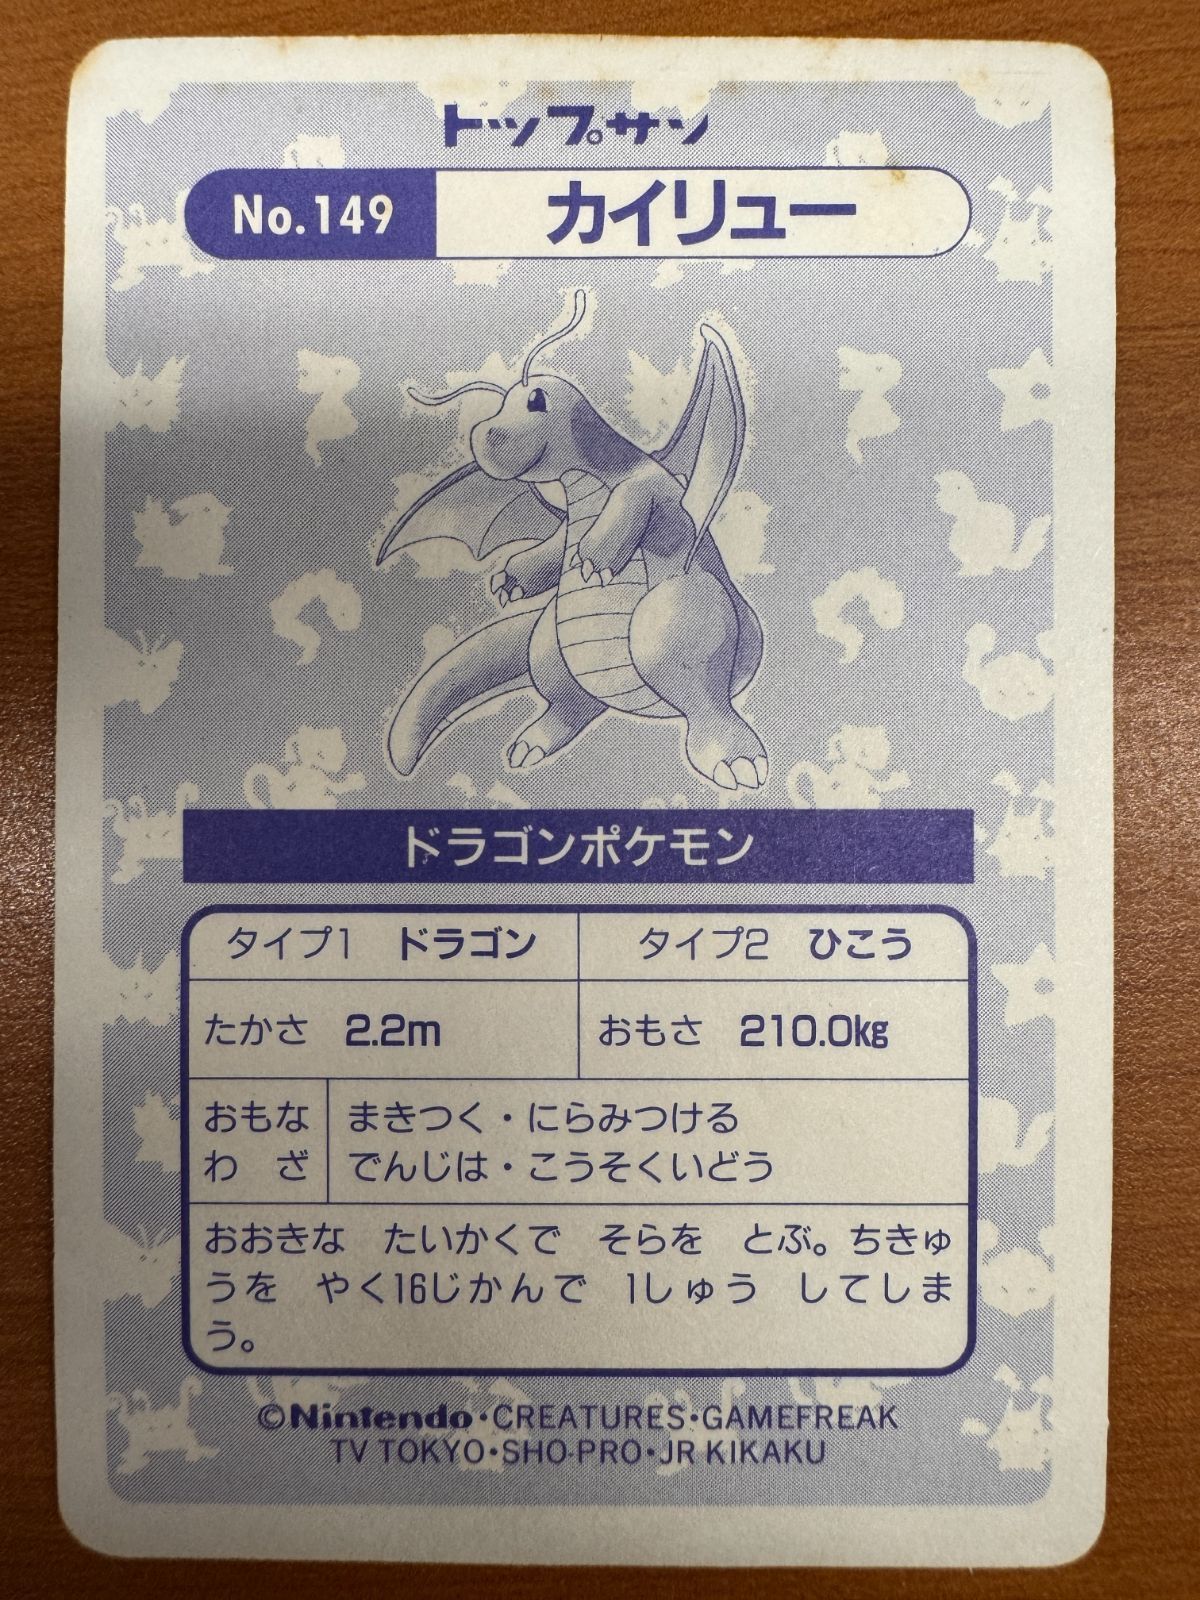 トップサン
No.149 カイリュー
ドラゴンポケモン
タイプ1 ドラゴン タイプ2 ひこう
たかさ 2.2m おもさ 210.0kg
おもな まきつく・にらみつける
わざ でんじは・こうそくいどう
おおきな たいかくで そらを とぶ。ちきゅ
うを やく16じかんで 1しゅう してしま
う。
©Nintendo・CREATURES・GAMEFREAK
TV TOKYO・SHO-PRO・JR KIKAKU